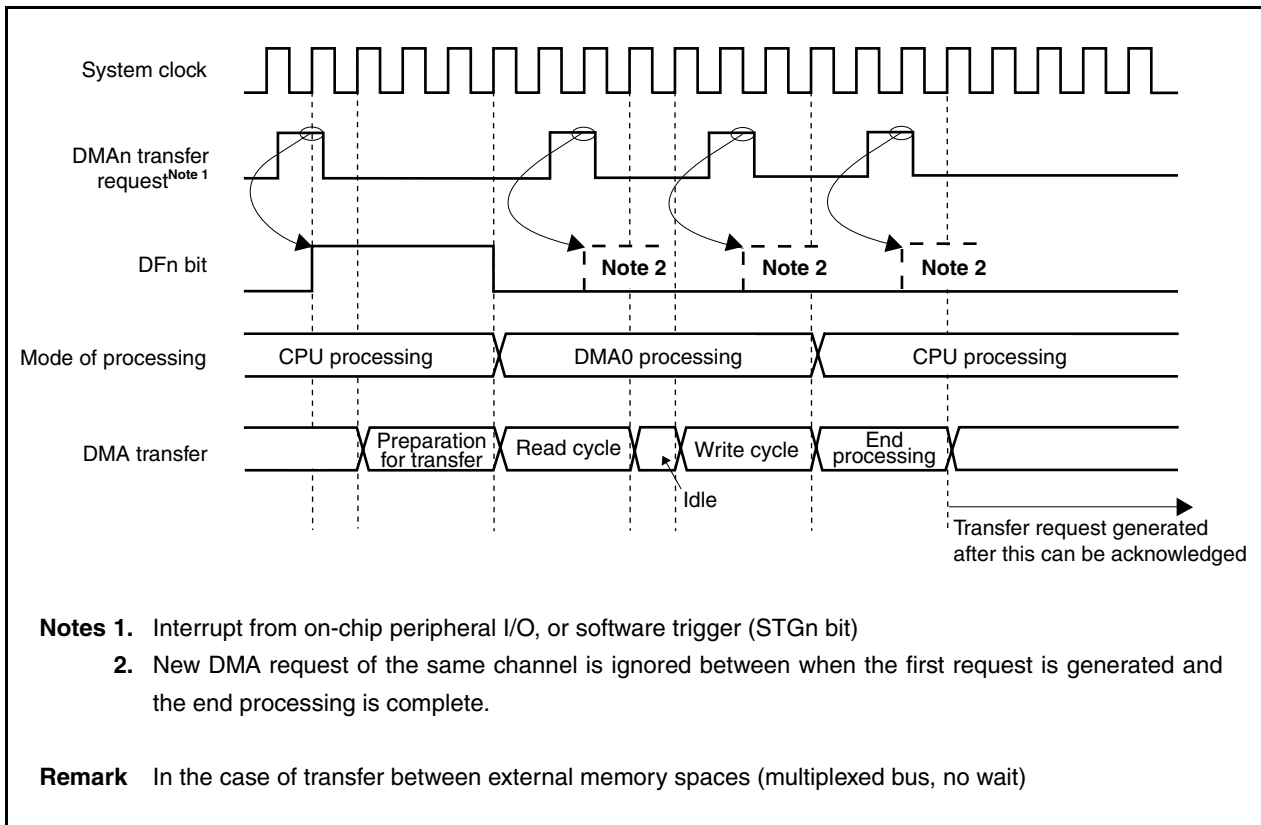 System clock
DMAn transfer
requestNote 1
DFn bit
Note 2
Note 2
Note 2
Mode of processing
CPU processing
DMA0 processing
CPU processing
DMA transfer
Preparation
for transfer
Read cycle
Idle
Write cycle
End
processing
Transfer request generated
after this can be acknowledged
Notes 1. Interrupt from on-chip peripheral I/O, or software trigger (STGn bit)
2. New DMA request of the same channel is ignored between when the first request is generated and
the end processing is complete.
Remark In the case of transfer between external memory spaces (multiplexed bus, no wait)